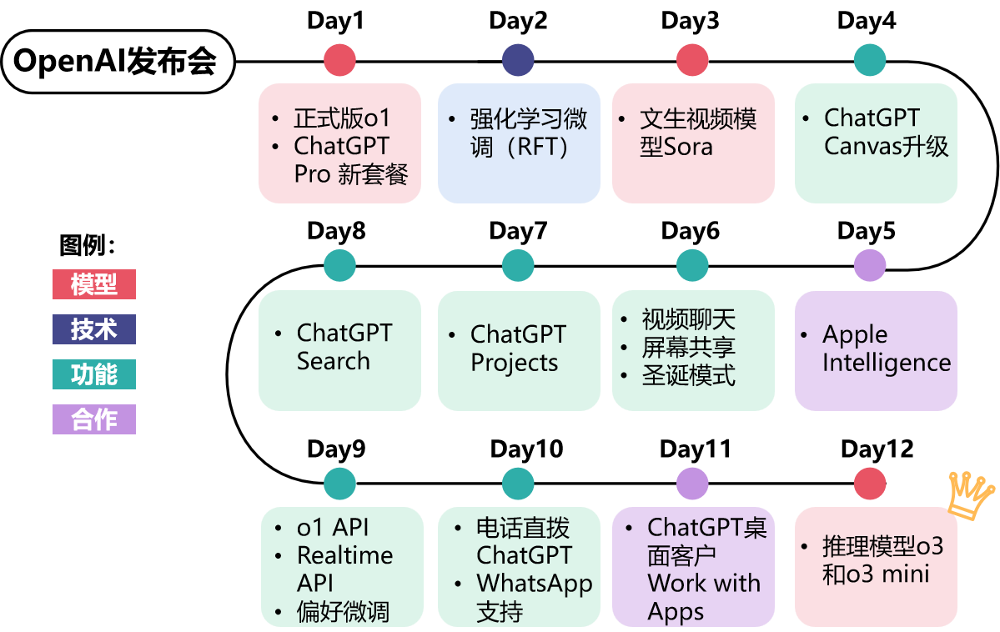 OpenAI发布会
Day1
• 正式版o1
• ChatGPT
Pro 新套餐
Day2
• 强化学习微
调（RFT）
Day3
• 文生视频模
型Sora
Day4
• ChatGPT
Canvas升级
Day5
• Apple
Intelligence
Day6
• 视频聊天
• 屏幕共享
• 圣诞模式
Day7
• ChatGPT
Projects
Day8
• ChatGPT
Search
Day9
• o1 API
• Realtime
API
• 偏好微调
Day10
• 电话直拨
ChatGPT
• WhatsApp
支持
Day11
• ChatGPT桌
面客户
Work with
Apps
Day12
• 推理模型o3
和o3 mini
图例：
模型
技术
功能
合作